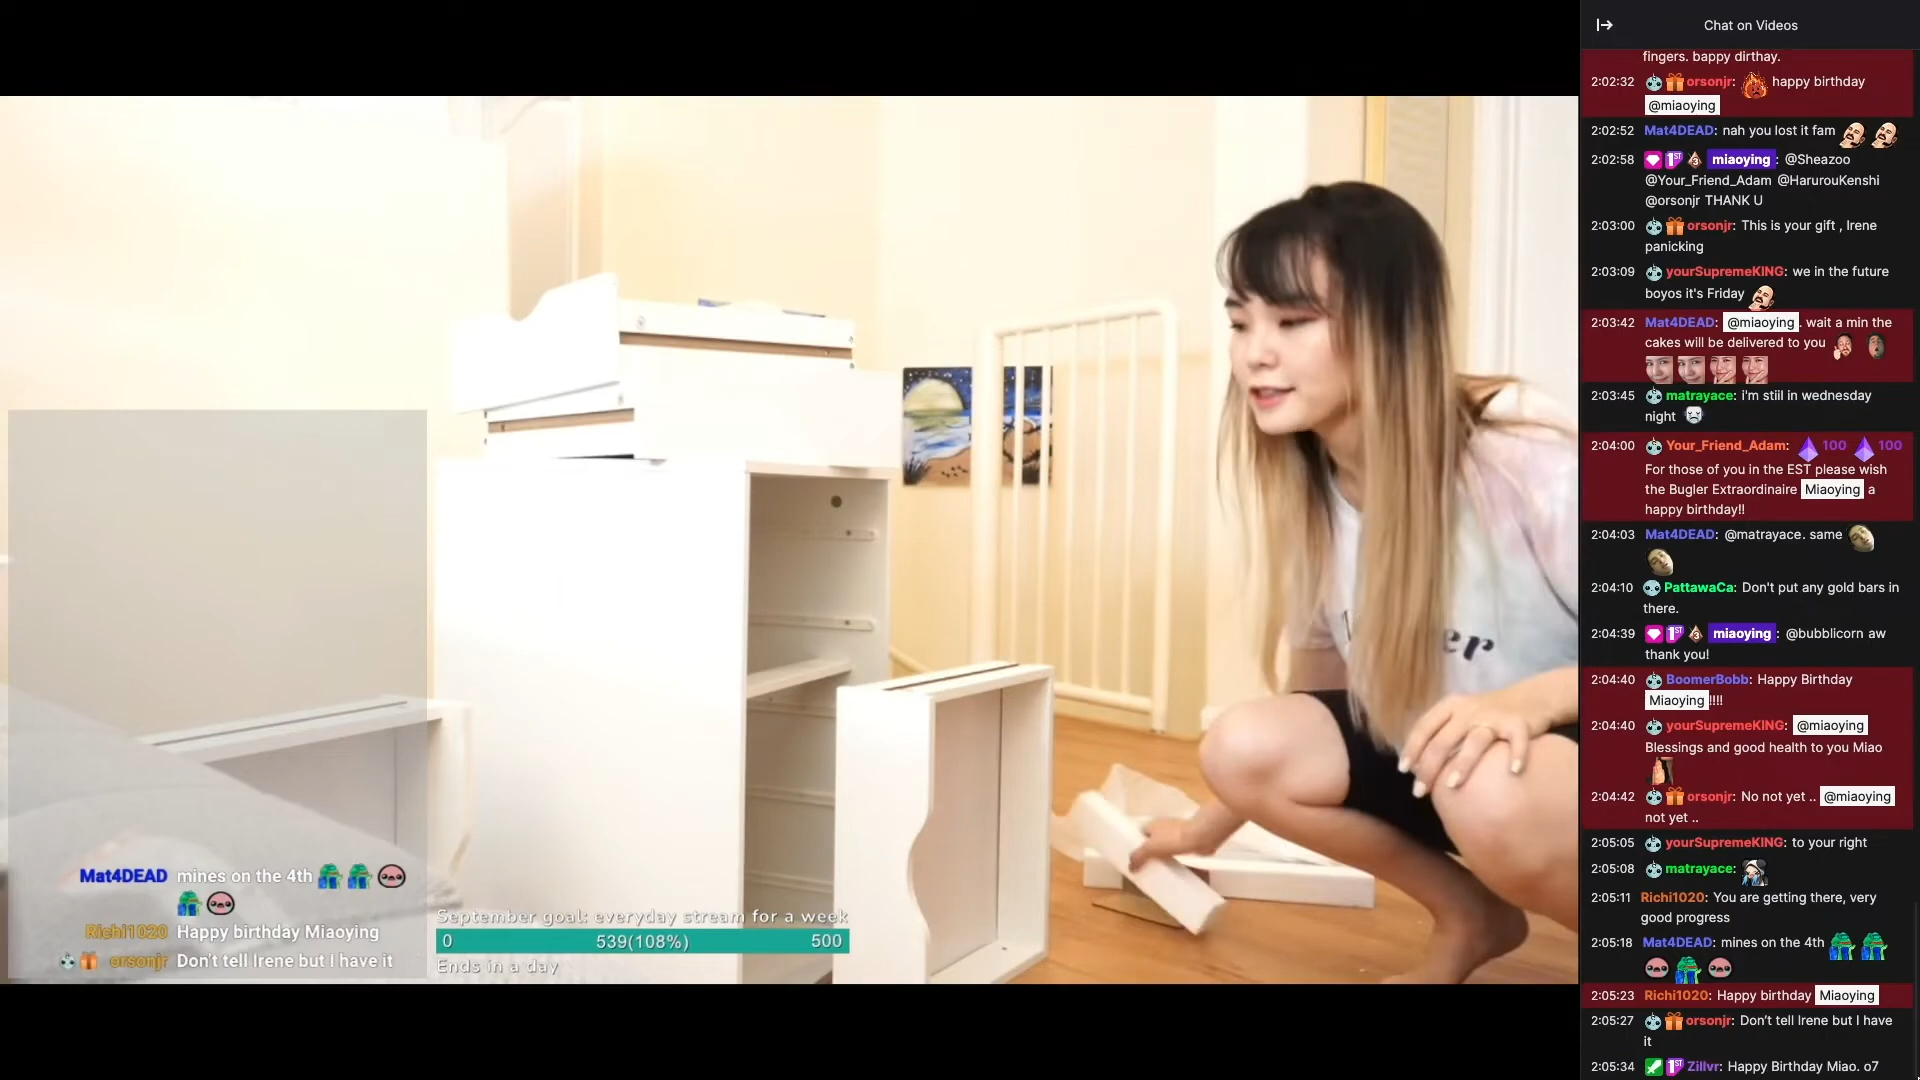 Mat4DEAD mines on the 4th
Richi1020 Happy birthday Miaoying
orsonjr Don't tell Irene but I have it
September goal: everyday stream for a week
0 539(108%) 500
Ends in a day
Chat on Videos
fingers. bappy dirthay.
2:02:32 orsonjr: happy birthday
@miaoying
2:02:52 Mat4DEAD: nah you lost it fam
2:02:58 1ST 3 miaoying: @Sheazoo
@Your_Friend_Adam @HarurouKenshi
@orsonjr THANK U
2:03:00 orsonjr: This is your gift , Irene
panicking
2:03:09 yourSupremeKING: we in the future
boyos it's Friday
2:03:42 Mat4DEAD: @miaoying. wait a min the
cakes will be delivered to you
2:03:45 matrayace: i'm stiil in wednesday
night
2:04:00 Your_Friend_Adam: 100 100
For those of you in the EST please wish
the Bugler Extraordinaire Miaoying a
happy birthday!!
2:04:03 Mat4DEAD: @matrayace. same
2:04:10 PattawaCa: Don't put any gold bars in
there.
2:04:39 1ST 3 miaoying: @bubblicorn aw
thank you!
2:04:40 BoomerBobb: Happy Birthday
Miaoying!!!!
2:04:40 yourSupremeKING: @miaoying
Blessings and good health to you Miao
2:04:42 orsonjr: No not yet .. @miaoying
not yet ..
2:05:05 yourSupremeKING: to your right
2:05:08 matrayace:
2:05:11 Richi1020: You are getting there, very
good progress
2:05:18 Mat4DEAD: mines on the 4th
2:05:23 Richi1020: Happy birthday Miaoying
2:05:27 orsonjr: Don't tell Irene but I have
it
2:05:34 1ST Zillvr: Happy Birthday Miao. o7